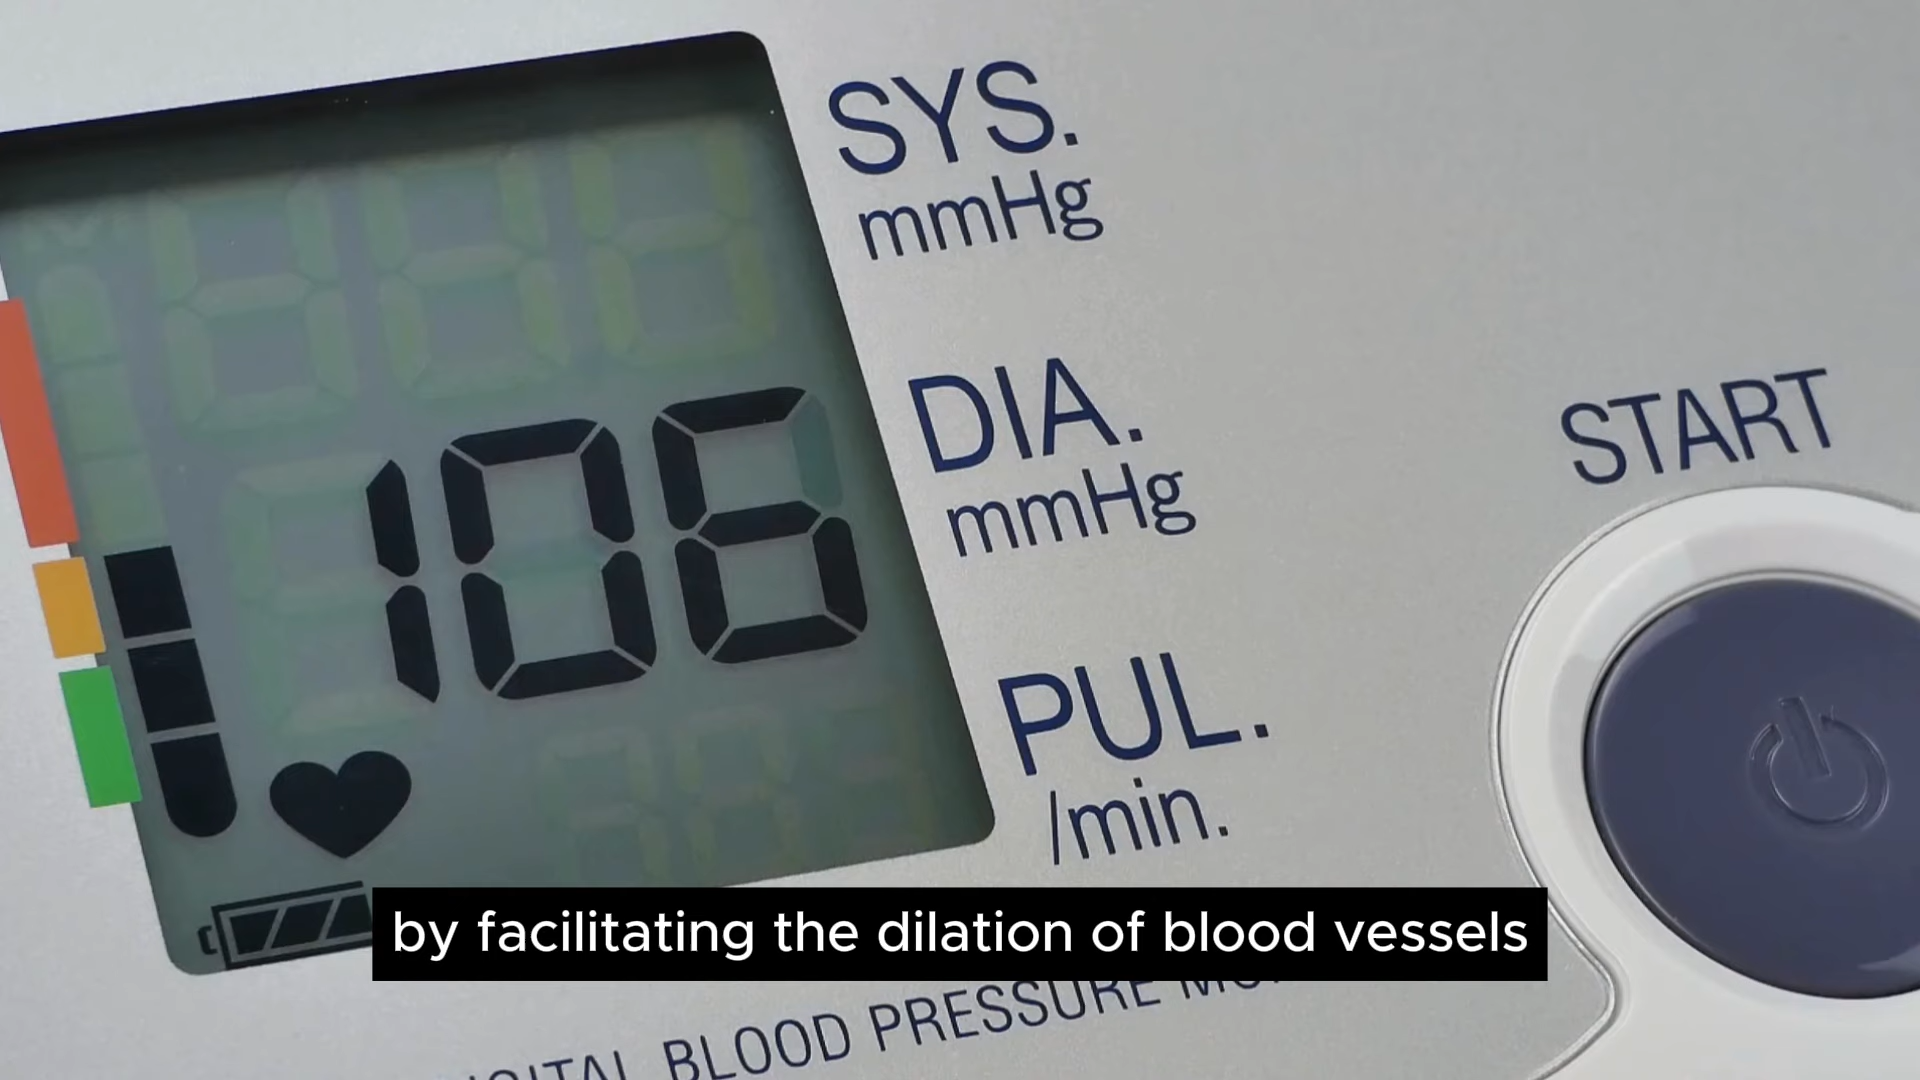 SYS.
mmHg
106
DIA.
mmHg
START
PUL.
/min.
by facilitating the dilation of blood vessels
BLOOD PRESSURE